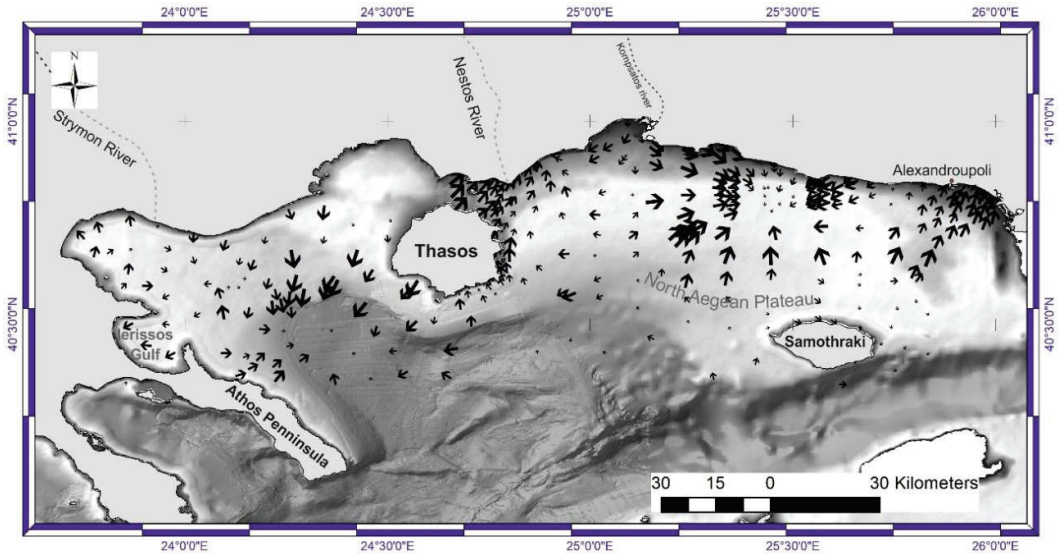 24°0'0"E 24°30'0"E 25°0'0"E 25°30'0"E 26°0'0"E
N
41°0'0"N
41°0'0"N
Strymon River
Nestos River
Kompsatos river
Alexandroupoli
Thasos
North Aegean Plateau
40°30'0"N
40°30'0"N
Ierissos
Gulf
Samothraki
Athos Penninsula
30 15 0 30 Kilometers
24°0'0"E 24°30'0"E 25°0'0"E 25°30'0"E 26°0'0"E